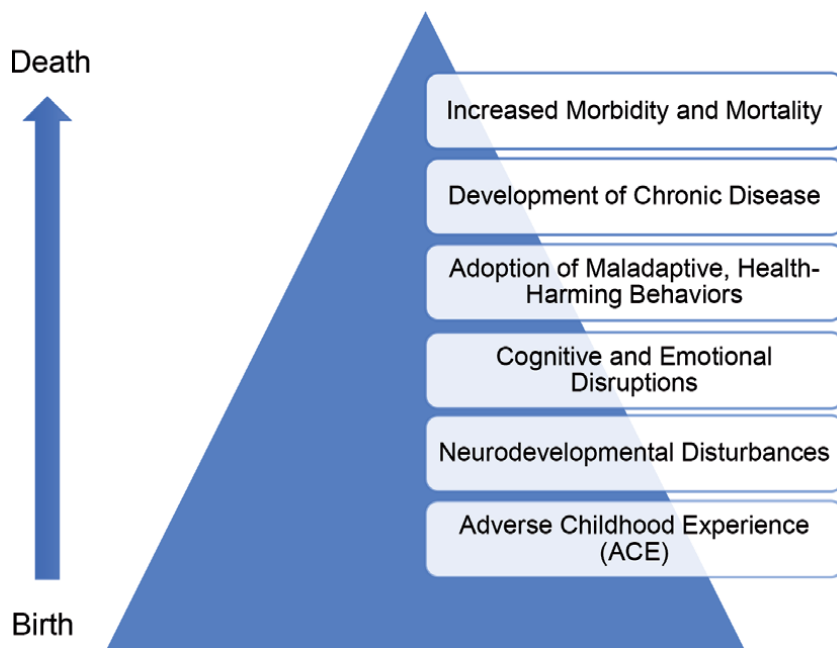 Death
Increased Morbidity and Mortality
Development of Chronic Disease
Adoption of Maladaptive, Health-
Harming Behaviors
Cognitive and Emotional
Disruptions
Neurodevelopmental Disturbances
Adverse Childhood Experience
(ACE)
Birth